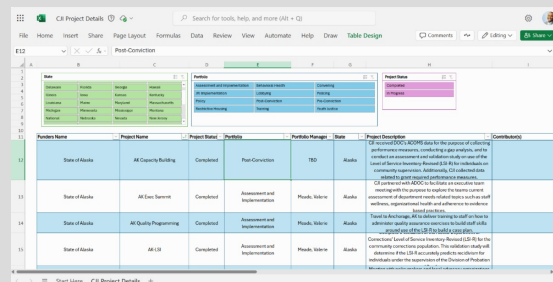 CJI Project Details
Search for tools, help, and more (Alt + Q)
File Home Insert Share Page Layout Formulas Data Review View Automate Help Draw Table Design Comments Editing Share
E12 Post-Conviction
A B C D E F G H I
State Portfolio Project Status
Delaware Florida Georgia Hawaii
Illinois Iowa Kansas Kentucky
Louisiana Maine Maryland Massachusetts
Michigan Minnesota Mississippi Montana
National Nebraska Nevada New Jersey
Assessment and Implementation Behavioral Health Consulting
Policy Post-Conviction Pre-Conviction
Training
Completed
In Progress
Funders Name Project Name Project Status Portfolio Portfolio Manager State Project Description Contributor(s)
12 State of Alaska AK Capacity Building Completed Post-Conviction TBD Alaska
CJI received DOC's ACOMS data for the purpose of collecting
performance measures, conducting a gap analysis, and to
conduct an assessment and validation study on use of the
Level of Service Inventory-Revised (LSI-R) for individuals on
community supervision. Additionally, CJI collected data
related to grant required performance measures.
13 State of Alaska AK Exec Summit Completed Assessment and Implementation Meade, Valerie Alaska
CJI partnered with ADOC to facilitate an executive team
meeting with the purpose to explore the teams current
assessment of department needs related topics such as staff
wellness, organizational health and adherence to evidence
based practices.
14 State of Alaska AK Quality Programming Completed Assessment and Implementation Meade, Valerie Alaska
Travel to Anchorage, AK to deliver training to staff on how to
administer quality assurance exercises to build staff skills
around use of the LSI-R to build a case plan.
15 State of Alaska AK-LSI Completed Assessment and Implementation Meade, Valerie Alaska
Corrections' Level of Service Inventory-Revised (LSI-R) for the
community corrections population. This validation study will
determine if the LSI-R accurately predicts recidivism for
individuals under the supervision of the Division of Probation
Start Here CJI Project Details